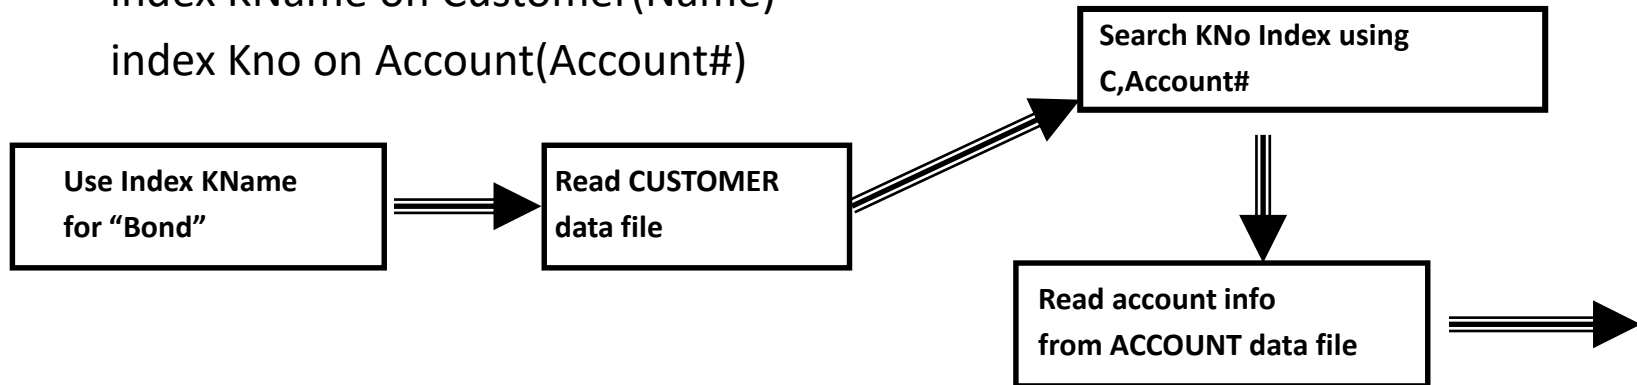 index KName on Customer(Name)
index Kno on Account(Account#)
Search KNo Index using
C,Account#
Use Index KName
for “Bond”
Read CUSTOMER
data file
Read account info
from ACCOUNT data file